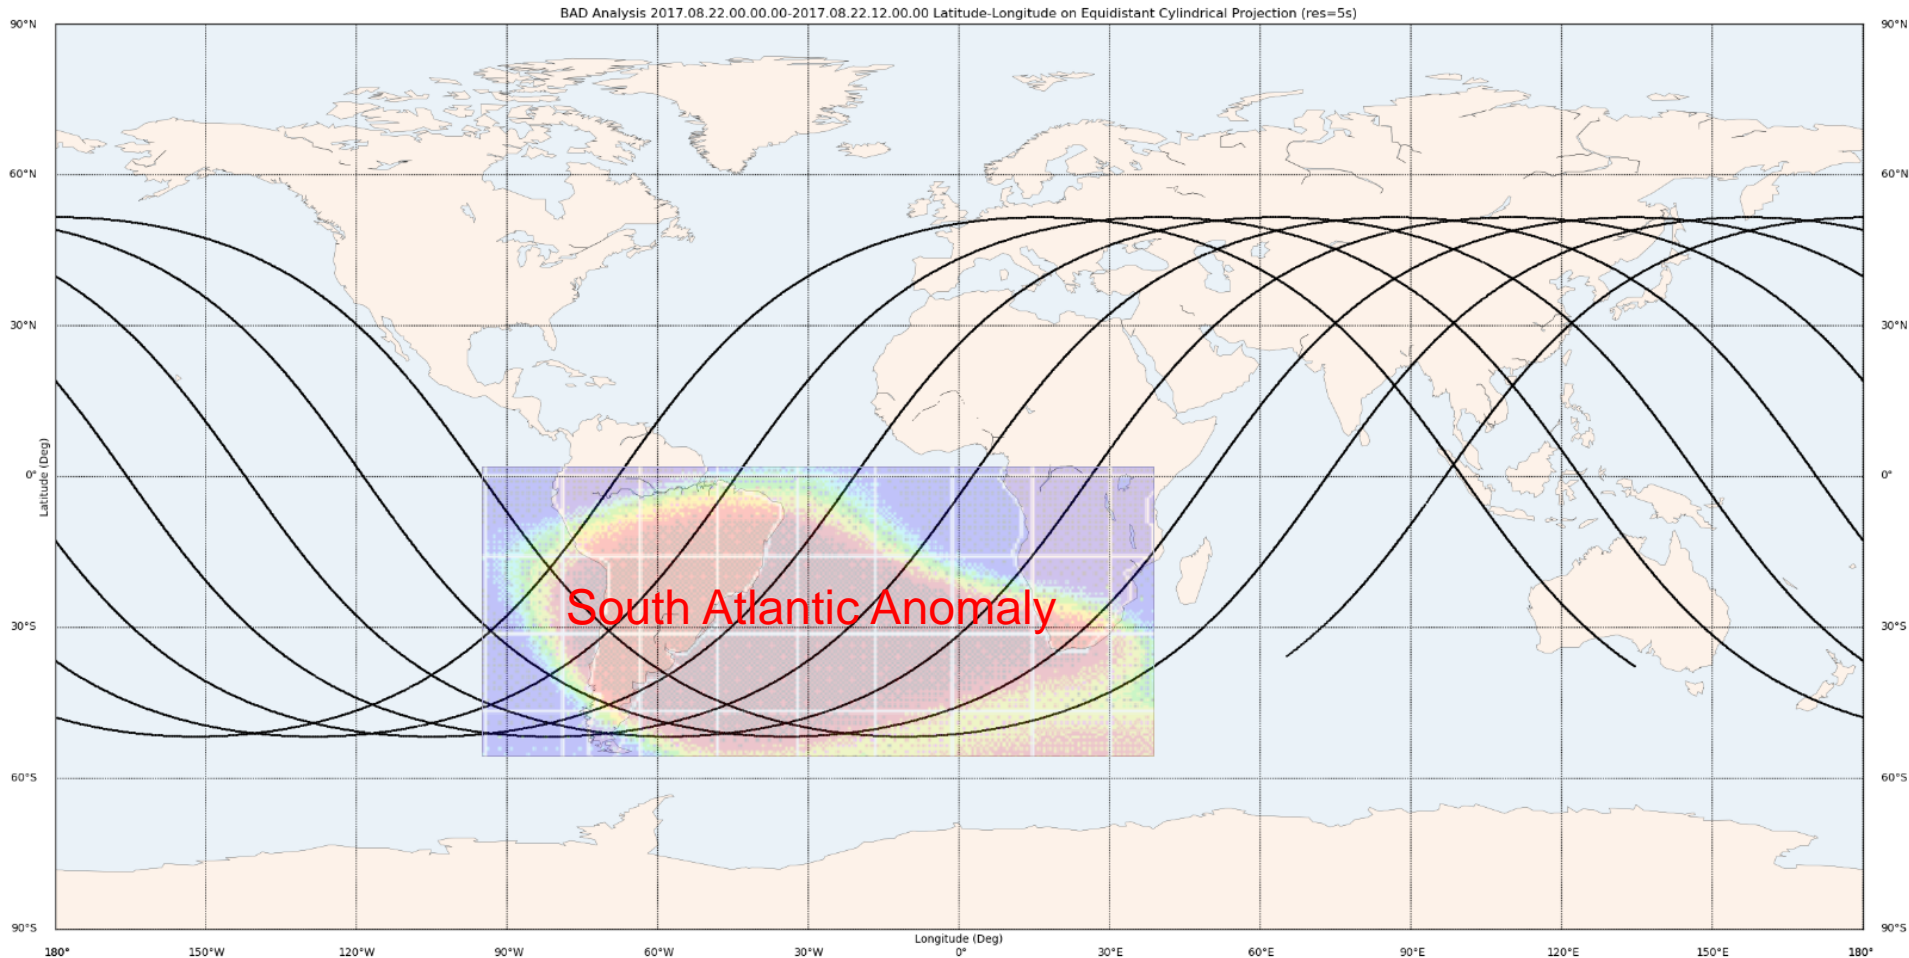 BAD Analysis 2017.08.22.00.00.00-2017.08.22.12.00.00 Latitude-Longitude on Equidistant Cylindrical Projection (res=5s)
90°N 90°N
60°N 60°N
30°N 30°N
0° 0°
Latitude (Deg)
South Atlantic Anomaly
30°S 30°S
60°S 60°S
90°S 90°S
Longitude (Deg)
180° 150°W 120°W 90°W 60°W 30°W 0° 30°E 60°E 90°E 120°E 150°E 180°